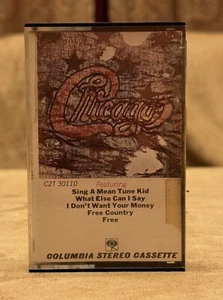 Chicago
C2T 30110 Featuring
Sing A Mean Tune Kid
What Else Can I Say
I Don't Want Your Money
Free Country
Free
COLUMBIA STEREO CASSETTE